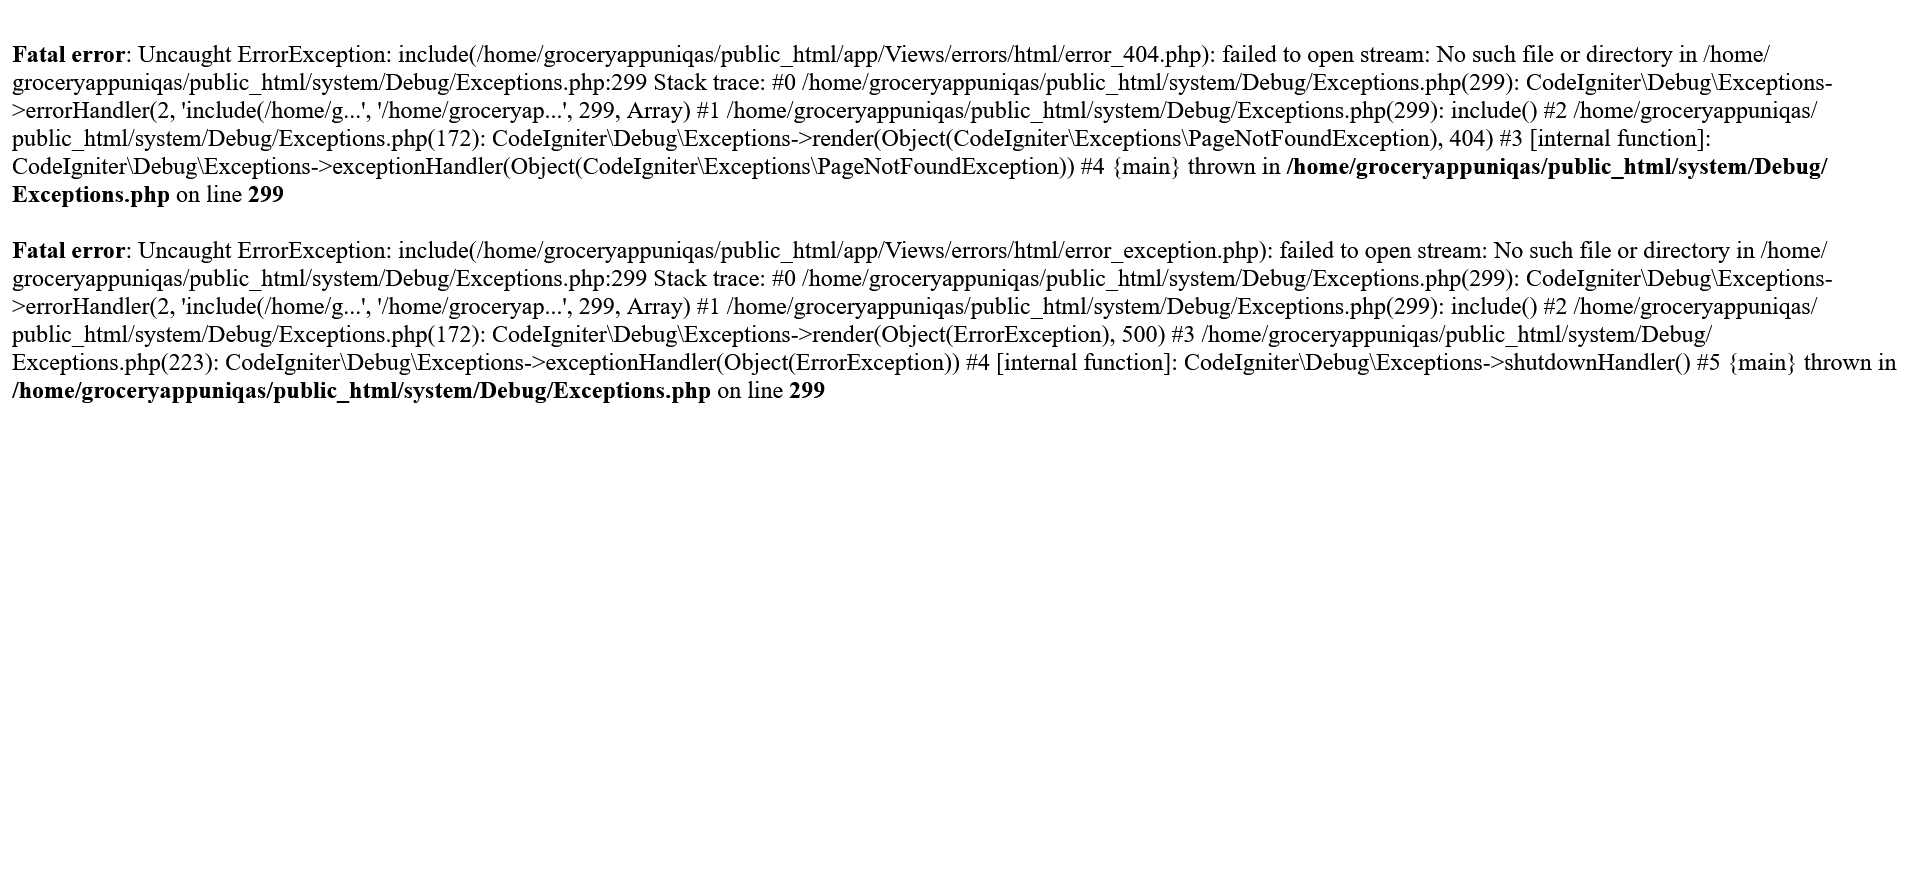 Fatal error: Uncaught ErrorException: include(/home/groceryappuniqas/public_html/app/Views/errors/html/error_404.php): failed to open stream: No such file or directory in /home/
groceryappuniqas/public_html/system/Debug/Exceptions.php:299 Stack trace: #0 /home/groceryappuniqas/public_html/system/Debug/Exceptions.php(299): CodeIgniter\Debug\Exceptions-
>errorHandler(2, 'include(/home/g...', '/home/groceryap...', 299, Array) #1 /home/groceryappuniqas/public_html/system/Debug/Exceptions.php(299): include() #2 /home/groceryappuniqas/
public_html/system/Debug/Exceptions.php(172): CodeIgniter\Debug\Exceptions->render(Object(CodeIgniter\Exceptions\PageNotFoundException), 404) #3 [internal function]:
CodeIgniter\Debug\Exceptions->exceptionHandler(Object(CodeIgniter\Exceptions\PageNotFoundException)) #4 {main} thrown in /home/groceryappuniqas/public_html/system/Debug/
Exceptions.php on line 299
Fatal error: Uncaught ErrorException: include(/home/groceryappuniqas/public_html/app/Views/errors/html/error_exception.php): failed to open stream: No such file or directory in /home/
groceryappuniqas/public_html/system/Debug/Exceptions.php:299 Stack trace: #0 /home/groceryappuniqas/public_html/system/Debug/Exceptions.php(299): CodeIgniter\Debug\Exceptions-
>errorHandler(2, 'include(/home/g...', '/home/groceryap...', 299, Array) #1 /home/groceryappuniqas/public_html/system/Debug/Exceptions.php(299): include() #2 /home/groceryappuniqas/
public_html/system/Debug/Exceptions.php(172): CodeIgniter\Debug\Exceptions->render(Object(ErrorException), 500) #3 /home/groceryappuniqas/public_html/system/Debug/
Exceptions.php(223): CodeIgniter\Debug\Exceptions->exceptionHandler(Object(ErrorException)) #4 [internal function]: CodeIgniter\Debug\Exceptions->shutdownHandler() #5 {main} thrown in
/home/groceryappuniqas/public_html/system/Debug/Exceptions.php on line 299